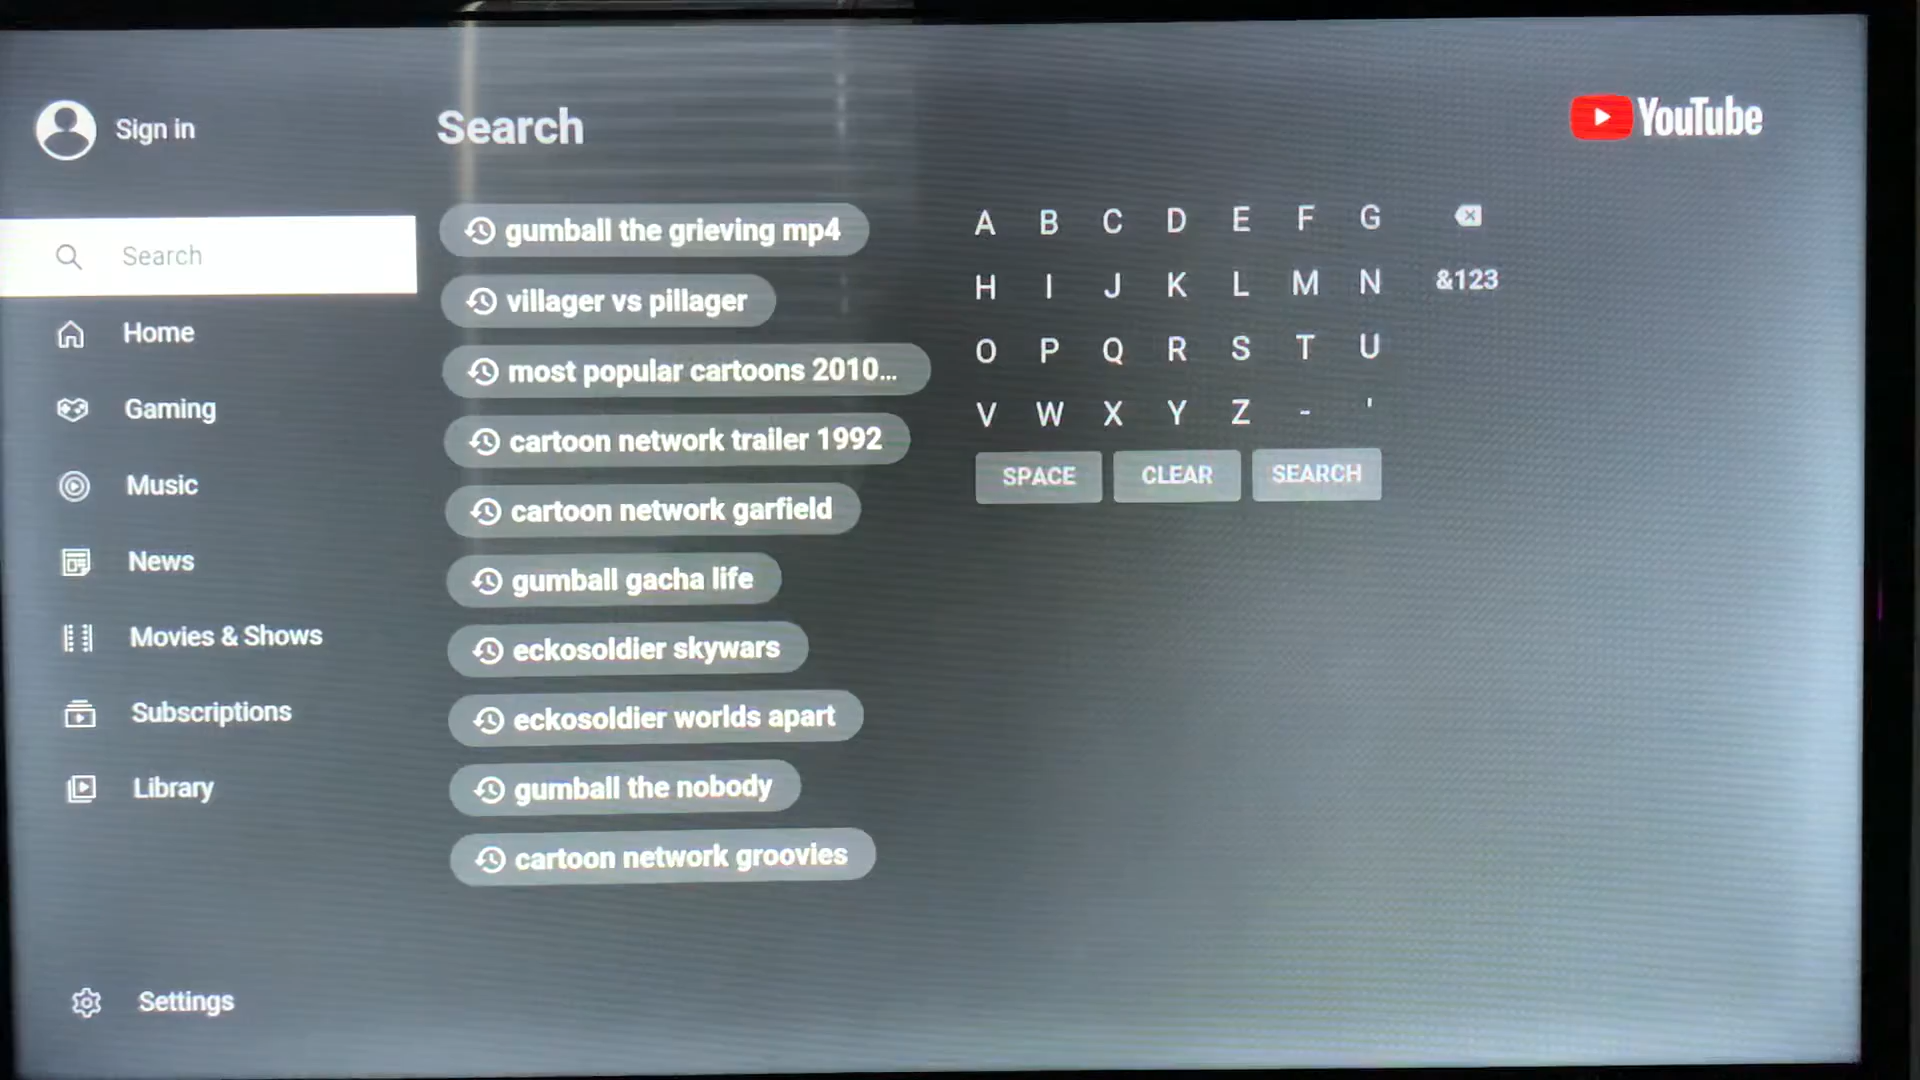 Sign in
Search
Home
Gaming
Music
News
Movies & Shows
Subscriptions
Library
Settings
Search
gumball the grieving mp4
villager vs pillager
most popular cartoons 2010...
cartoon network trailer 1992
cartoon network garfield
gumball gacha life
eckosoldier skywars
eckosoldier worlds apart
gumball the nobody
cartoon network groovies
A B C D E F G
H I J K L M N &123
O P Q R S T U
V W X Y Z - '
SPACE CLEAR SEARCH
YouTube